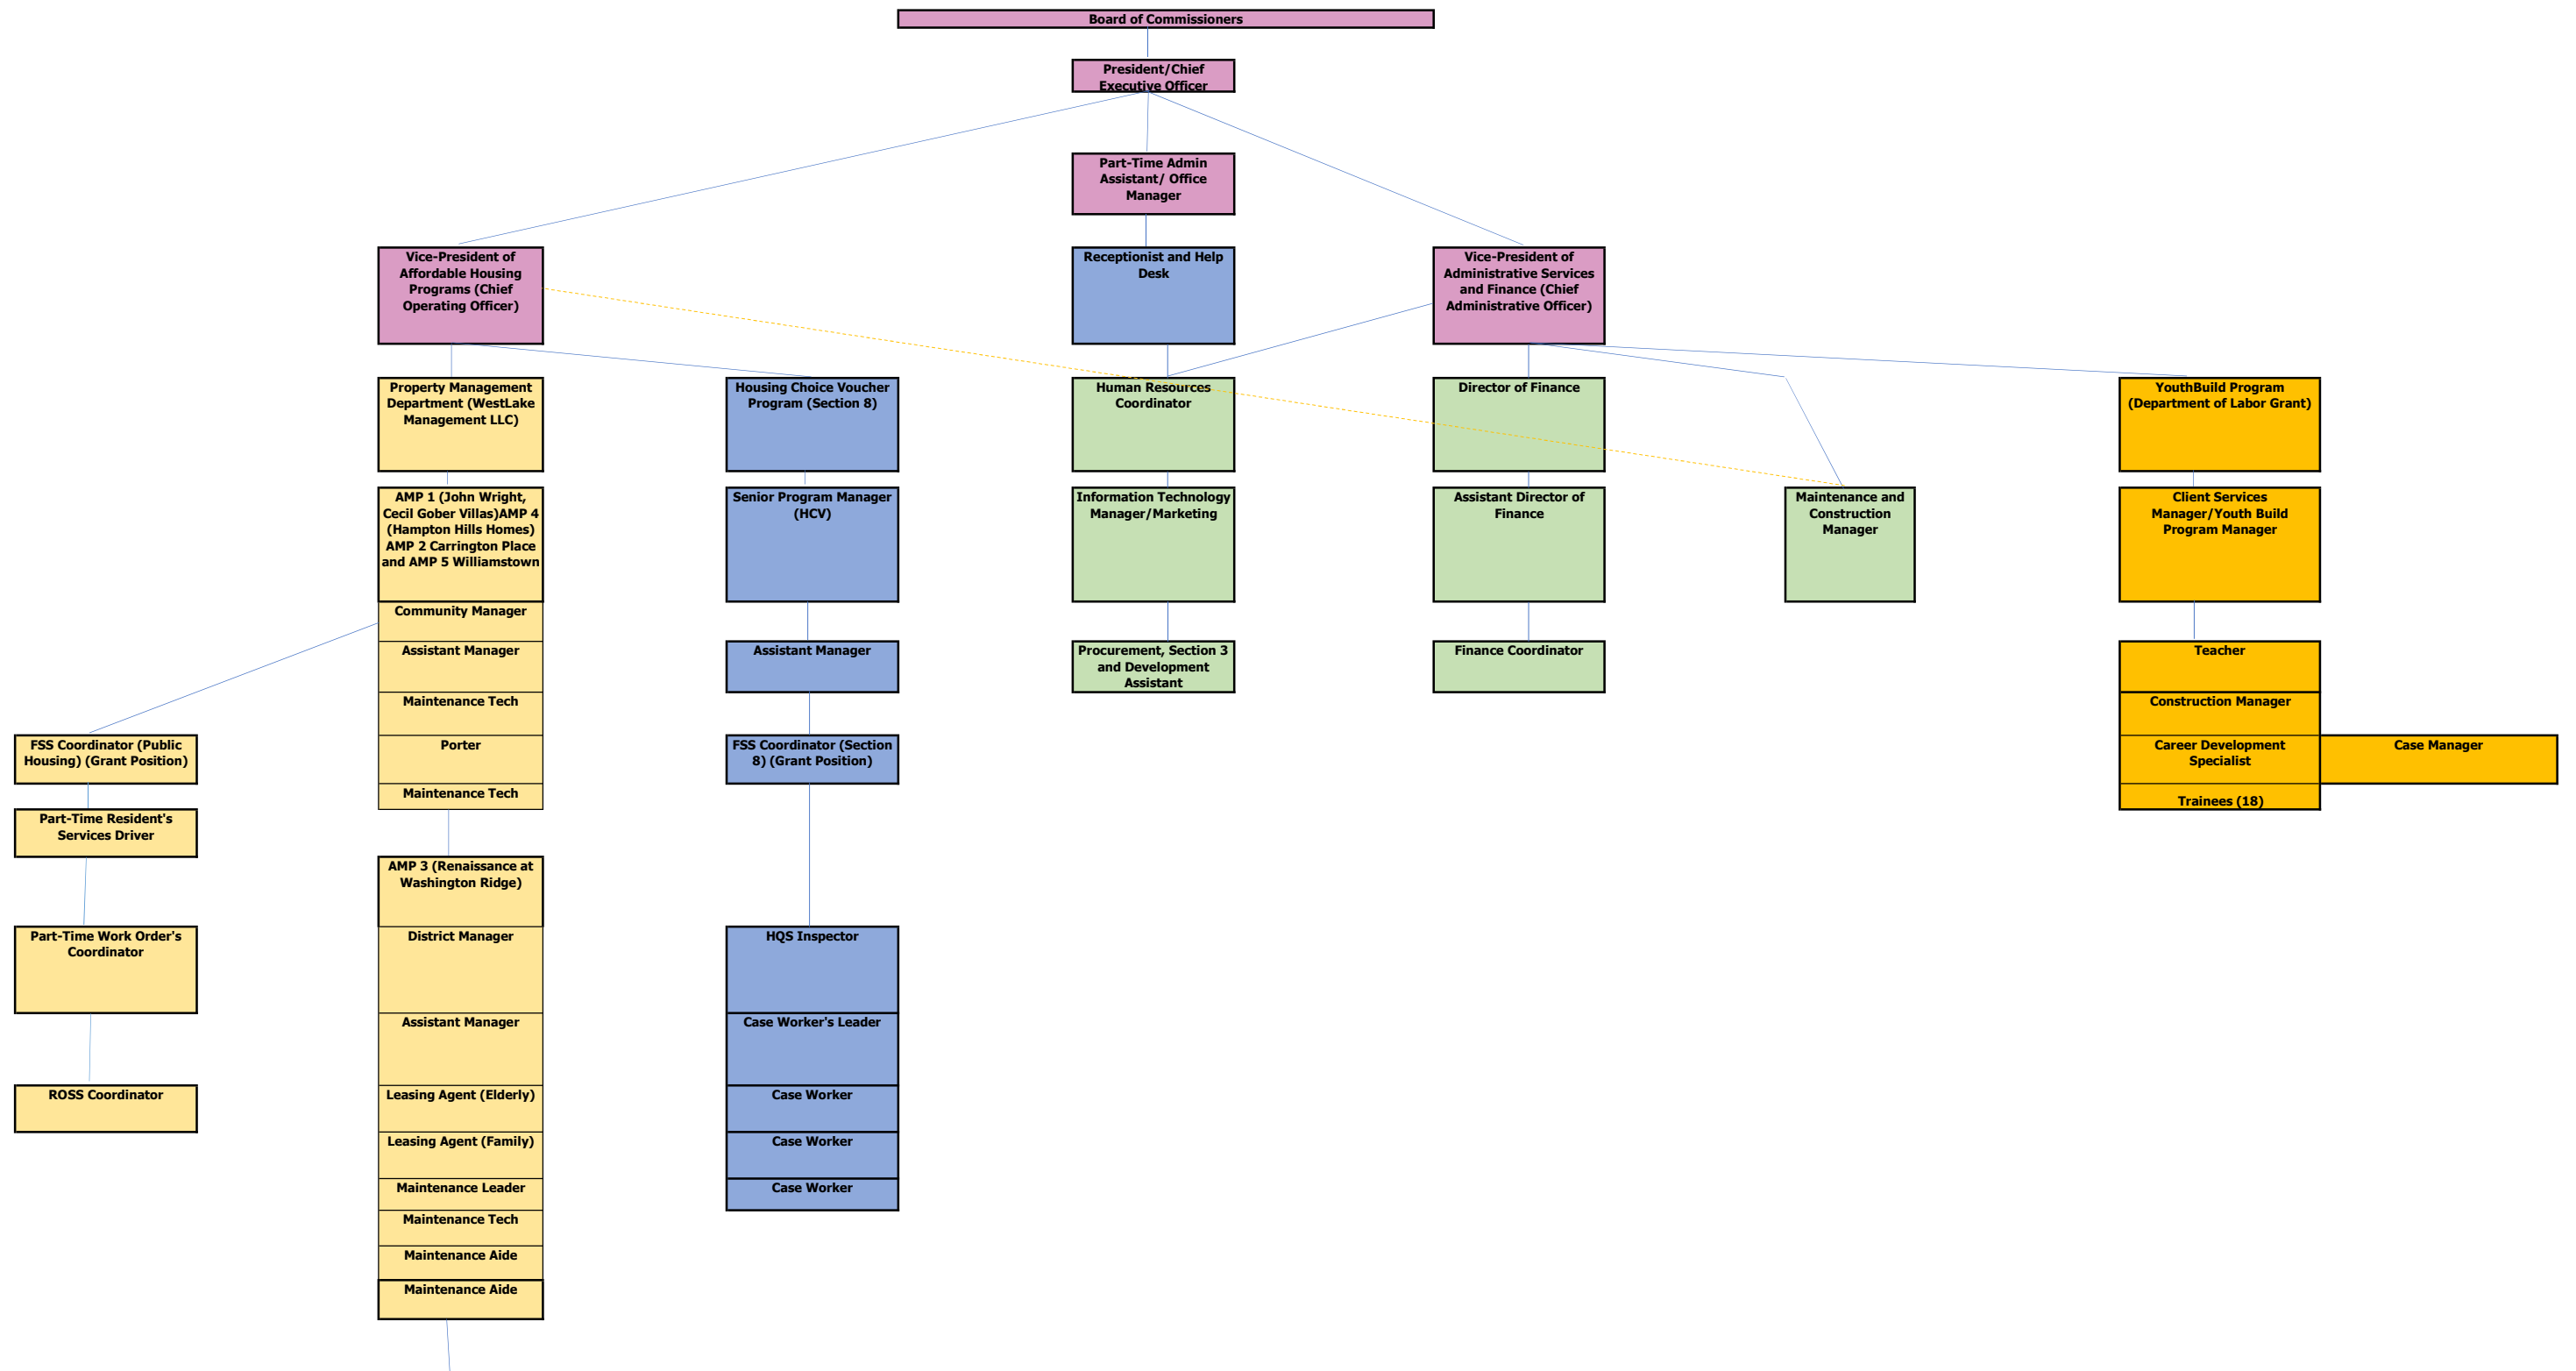 Board of Commissioners
President/Chief
Executive Officer
Part-Time Admin
Assistant/ Office
Manager
Vice-President of
Affordable Housing
Programs (Chief
Operating Officer)
Receptionist and Help
Desk
Vice-President of
Administrative Services
and Finance (Chief
Administrative Officer)
Property Management
Department (WestLake
Management LLC)
Housing Choice Voucher
Program (Section 8)
Human Resources
Coordinator
Director of Finance
YouthBuild Program
(Department of Labor Grant)
AMP 1 (John Wright,
Cecil Gober Villas)AMP 4
(Hampton Hills Homes)
AMP 2 Carrington Place
and AMP 5 Williamstown
Senior Program Manager
(HCV)
Information Technology
Manager/Marketing
Assistant Director of
Finance
Maintenance and
Construction
Manager
Client Services
Manager/Youth Build
Program Manager
Community Manager
Assistant Manager
Assistant Manager
Procurement, Section 3
and Development
Assistant
Finance Coordinator
Teacher
Maintenance Tech
Construction Manager
FSS Coordinator (Public
Housing) (Grant Position)
Porter
FSS Coordinator (Section
8) (Grant Position)
Career Development
Specialist
Case Manager
Maintenance Tech
Trainees (18)
Part-Time Resident's
Services Driver
AMP 3 (Renaissance at
Washington Ridge)
Part-Time Work Order's
Coordinator
District Manager
HQS Inspector
Assistant Manager
Case Worker's Leader
ROSS Coordinator
Leasing Agent (Elderly)
Case Worker
Leasing Agent (Family)
Case Worker
Maintenance Leader
Case Worker
Maintenance Tech
Maintenance Aide
Maintenance Aide